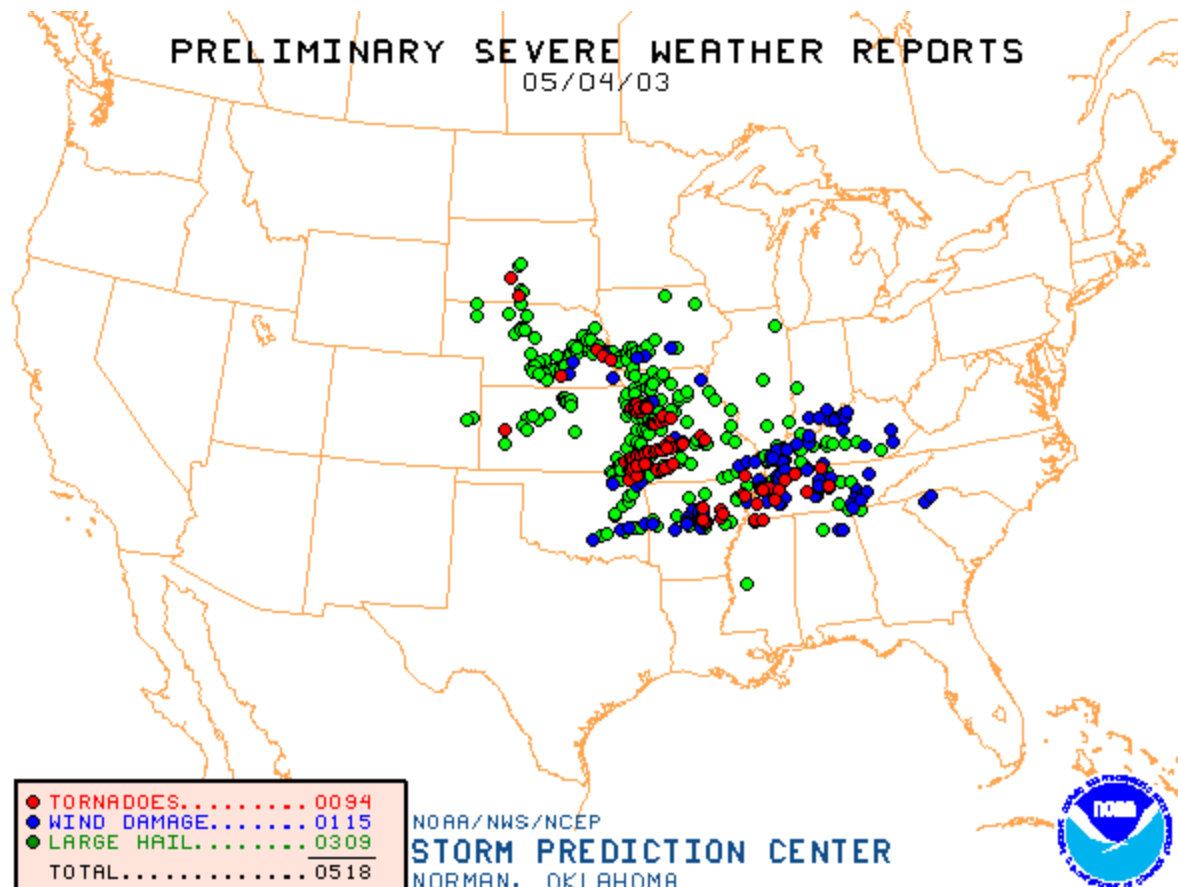 PRELIMINARY SEVERE WEATHER REPORTS
05/04/03
TORNADOES.........0094
WIND DAMAGE.......0115
LARGE HAIL........0309
TOTAL.............0518
NOAA/NWS/NCEP
STORM PREDICTION CENTER
NORMAN, OKLAHOMA
NOAA